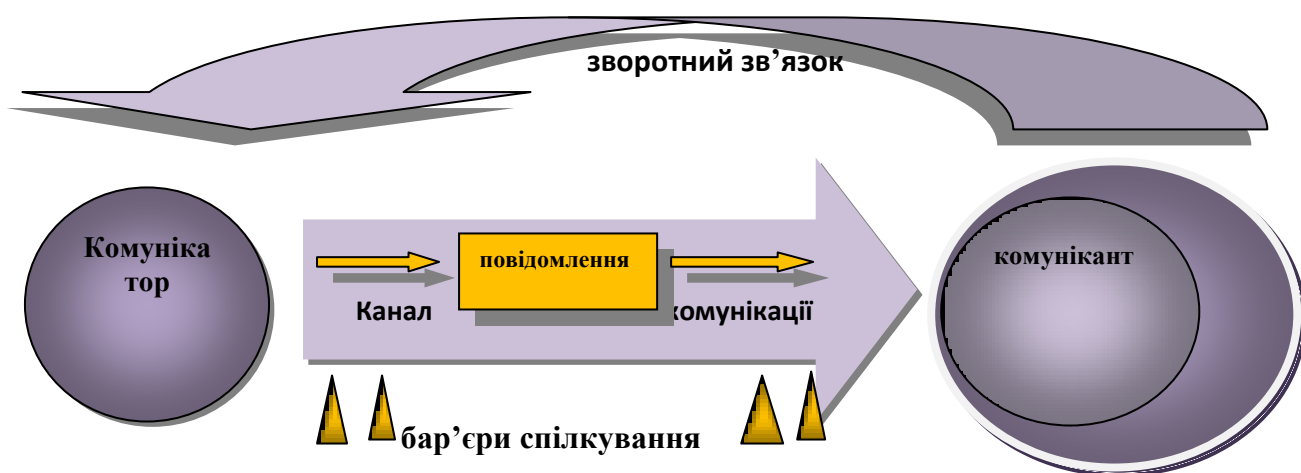 зворотний зв’язок
Комуніка
тор
повідомлення
комунікант
Канал
комунікації
бар’єри спілкування